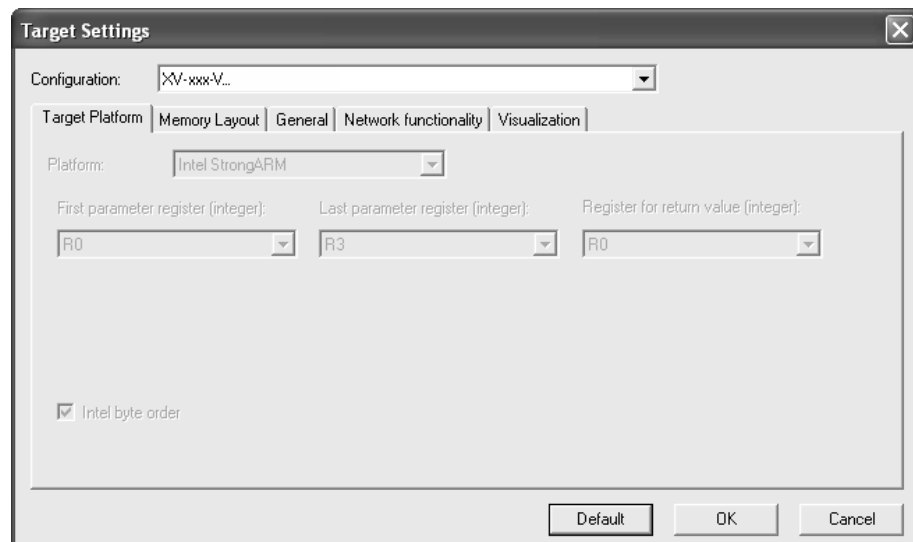 Target Settings
Configuration: XV-xxx-V...
Target Platform Memory Layout General Network functionality Visualization
Platform: Intel StrongARM
First parameter register (integer): Last parameter register (integer): Register for return value (integer):
R0 R3 R0
Intel byte order
Default OK Cancel